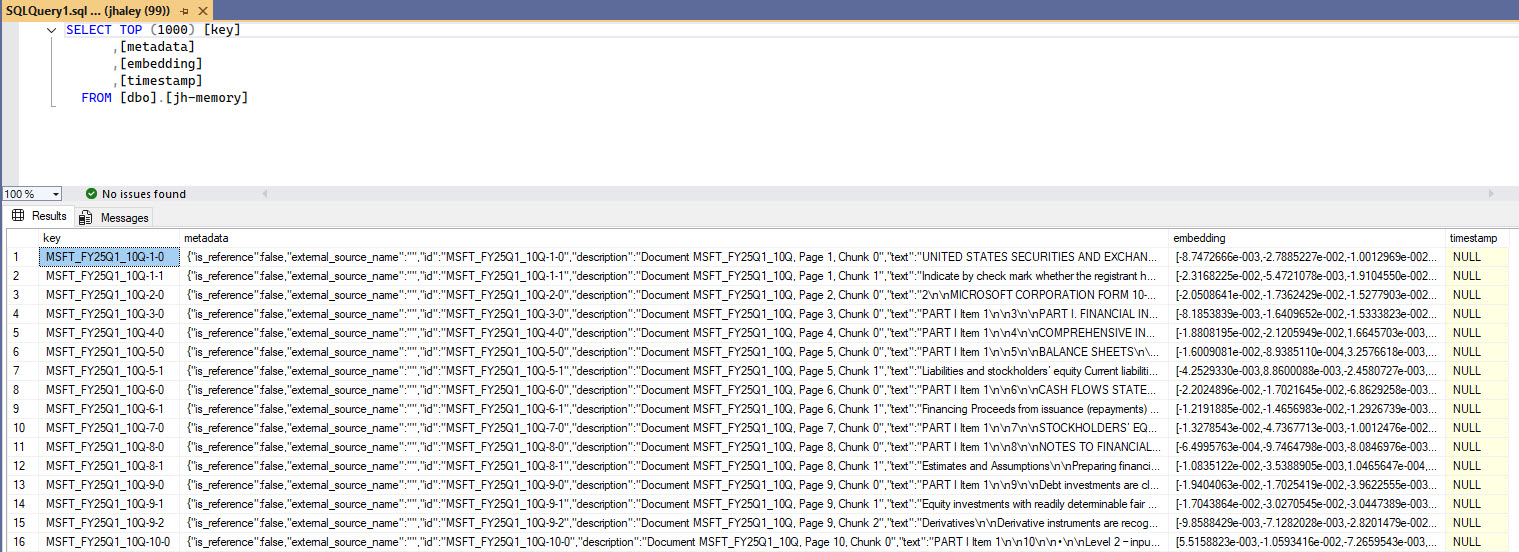 SQLQuery1.sql ... (jhaley (99))
SELECT TOP (1000) [key]
,[metadata]
,[embedding]
,[timestamp]
FROM [dbo].[jh-memory]
100 % No issues found
Results Messages
key metadata embedding timestamp
1 MSFT_FY25Q1_10Q-1-0 {"is_reference":false,"external_source_name":"","id":"MSFT_FY25Q1_10Q-1-0","description":"Document MSFT_FY25Q1_10Q, Page 1, Chunk 0","text":"UNITED STATES SECURITIES AND EXCHAN... [-8.7472666e-003,-2.7885227e-002,-1.0012969e-002... NULL
2 MSFT_FY25Q1_10Q-1-1 {"is_reference":false,"external_source_name":"","id":"MSFT_FY25Q1_10Q-1-1","description":"Document MSFT_FY25Q1_10Q, Page 1, Chunk 1","text":"Indicate by check mark whether the registrant h... [-2.3168225e-002,-5.4721078e-003,-1.9104550e-002... NULL
3 MSFT_FY25Q1_10Q-2-0 {"is_reference":false,"external_source_name":"","id":"MSFT_FY25Q1_10Q-2-0","description":"Document MSFT_FY25Q1_10Q, Page 2, Chunk 0","text":"2\n\nMICROSOFT CORPORATION FORM 10-... [-2.0508641e-002,-1.7362429e-002,-1.5277903e-002... NULL
4 MSFT_FY25Q1_10Q-3-0 {"is_reference":false,"external_source_name":"","id":"MSFT_FY25Q1_10Q-3-0","description":"Document MSFT_FY25Q1_10Q, Page 3, Chunk 0","text":"PART I Item 1\n\n3\n\nPART I. FINANCIAL IN... [-8.1853839e-003,-1.6409652e-002,-1.5333823e-002... NULL
5 MSFT_FY25Q1_10Q-4-0 {"is_reference":false,"external_source_name":"","id":"MSFT_FY25Q1_10Q-4-0","description":"Document MSFT_FY25Q1_10Q, Page 4, Chunk 0","text":"PART I Item 1\n\n4\n\nCOMPREHENSIVE IN... [-1.8808195e-002,-2.1205949e-002,1.6645703e-003,... NULL
6 MSFT_FY25Q1_10Q-5-0 {"is_reference":false,"external_source_name":"","id":"MSFT_FY25Q1_10Q-5-0","description":"Document MSFT_FY25Q1_10Q, Page 5, Chunk 0","text":"PART I Item 1\n\n5\n\nBALANCE SHEETS\n\... [-1.6009081e-002,-8.9385110e-004,3.2576618e-003,... NULL
7 MSFT_FY25Q1_10Q-5-1 {"is_reference":false,"external_source_name":"","id":"MSFT_FY25Q1_10Q-5-1","description":"Document MSFT_FY25Q1_10Q, Page 5, Chunk 1","text":"Liabilities and stockholders' equity Current liabiliti... [-4.2529330e-003,8.8600088e-003,-2.4580727e-003,... NULL
8 MSFT_FY25Q1_10Q-6-0 {"is_reference":false,"external_source_name":"","id":"MSFT_FY25Q1_10Q-6-0","description":"Document MSFT_FY25Q1_10Q, Page 6, Chunk 0","text":"PART I Item 1\n\n6\n\nCASH FLOWS STATE... [-2.2024896e-002,-1.7021645e-002,-6.8629258e-003... NULL
9 MSFT_FY25Q1_10Q-6-1 {"is_reference":false,"external_source_name":"","id":"MSFT_FY25Q1_10Q-6-1","description":"Document MSFT_FY25Q1_10Q, Page 6, Chunk 1","text":"Financing Proceeds from issuance (repayments) ... [-1.2191885e-002,-1.4656983e-002,-1.2926739e-003... NULL
10 MSFT_FY25Q1_10Q-7-0 {"is_reference":false,"external_source_name":"","id":"MSFT_FY25Q1_10Q-7-0","description":"Document MSFT_FY25Q1_10Q, Page 7, Chunk 0","text":"PART I Item 1\n\n7\n\nSTOCKHOLDERS' EQ... [-1.3278543e-002,-4.7367713e-003,-1.0012476e-002... NULL
11 MSFT_FY25Q1_10Q-8-0 {"is_reference":false,"external_source_name":"","id":"MSFT_FY25Q1_10Q-8-0","description":"Document MSFT_FY25Q1_10Q, Page 8, Chunk 0","text":"PART I Item 1\n\n8\n\nNOTES TO FINANCIAL... [-6.4995763e-004,-9.7464798e-003,-8.0846976e-003... NULL
12 MSFT_FY25Q1_10Q-8-1 {"is_reference":false,"external_source_name":"","id":"MSFT_FY25Q1_10Q-8-1","description":"Document MSFT_FY25Q1_10Q, Page 8, Chunk 1","text":"Estimates and Assumptions\n\nPreparing financi... [-1.0835122e-002,-3.5388905e-003,1.0465647e-004,... NULL
13 MSFT_FY25Q1_10Q-9-0 {"is_reference":false,"external_source_name":"","id":"MSFT_FY25Q1_10Q-9-0","description":"Document MSFT_FY25Q1_10Q, Page 9, Chunk 0","text":"PART I Item 1\n\n9\n\nDebt investments are cl... [-1.9404063e-002,-1.7025419e-002,-3.9622555e-003... NULL
14 MSFT_FY25Q1_10Q-9-1 {"is_reference":false,"external_source_name":"","id":"MSFT_FY25Q1_10Q-9-1","description":"Document MSFT_FY25Q1_10Q, Page 9, Chunk 1","text":"Equity investments with readily determinable fair ... [-1.7043864e-002,-3.0270545e-002,-3.0447389e-003... NULL
15 MSFT_FY25Q1_10Q-9-2 {"is_reference":false,"external_source_name":"","id":"MSFT_FY25Q1_10Q-9-2","description":"Document MSFT_FY25Q1_10Q, Page 9, Chunk 2","text":"Derivatives\n\nDerivative instruments are recog... [-9.8588429e-003,-7.1282028e-003,-2.8201479e-002... NULL
16 MSFT_FY25Q1_10Q-10-0 {"is_reference":false,"external_source_name":"","id":"MSFT_FY25Q1_10Q-10-0","description":"Document MSFT_FY25Q1_10Q, Page 10, Chunk 0","text":"PART I Item 1\n\n10\n\n•\n\nLevel 2 – inpu... [5.5158823e-003,-1.0593416e-002,-7.2659543e-003,... NULL